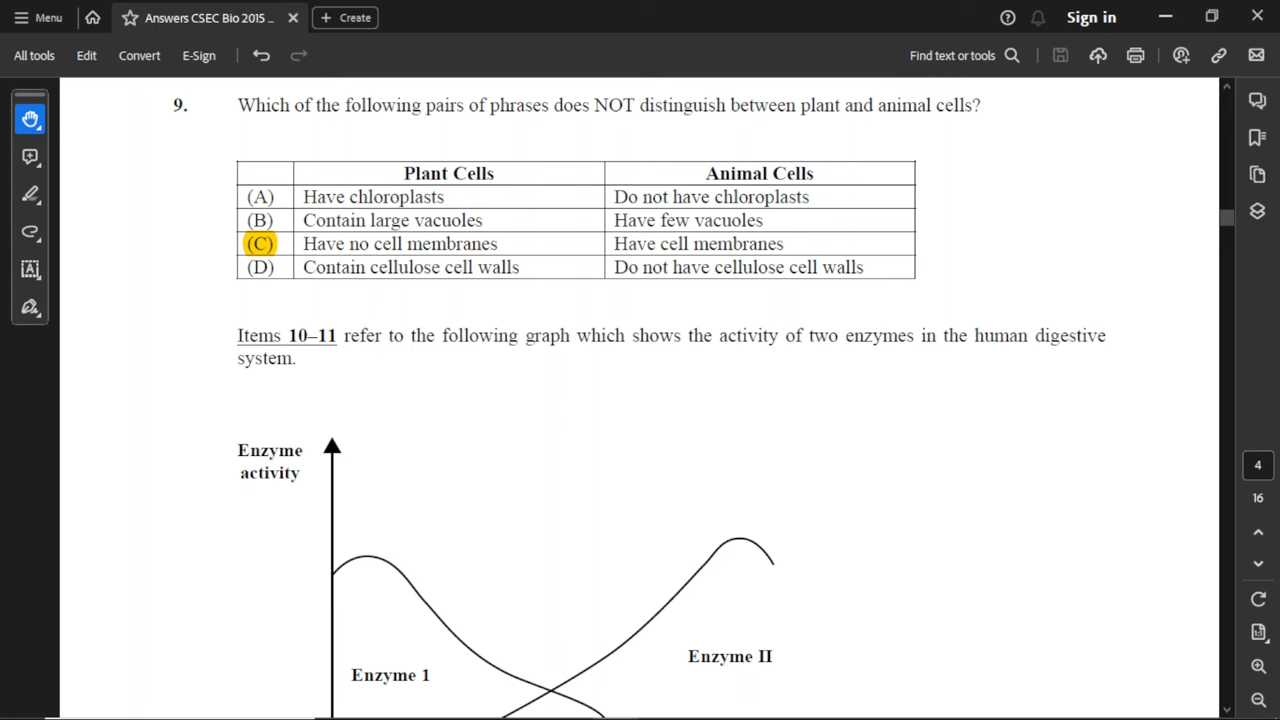 Menu
Answers CSEC Bio 2015 ...
Create
Sign in
All tools
Edit
Convert
E-Sign
Find text or tools
9. Which of the following pairs of phrases does NOT distinguish between plant and animal cells?
Plant Cells Animal Cells
(A) Have chloroplasts Do not have chloroplasts
(B) Contain large vacuoles Have few vacuoles
(C) Have no cell membranes Have cell membranes
(D) Contain cellulose cell walls Do not have cellulose cell walls
Items 10–11 refer to the following graph which shows the activity of two enzymes in the human digestive
system.
Enzyme
activity
Enzyme II
Enzyme 1
4
16